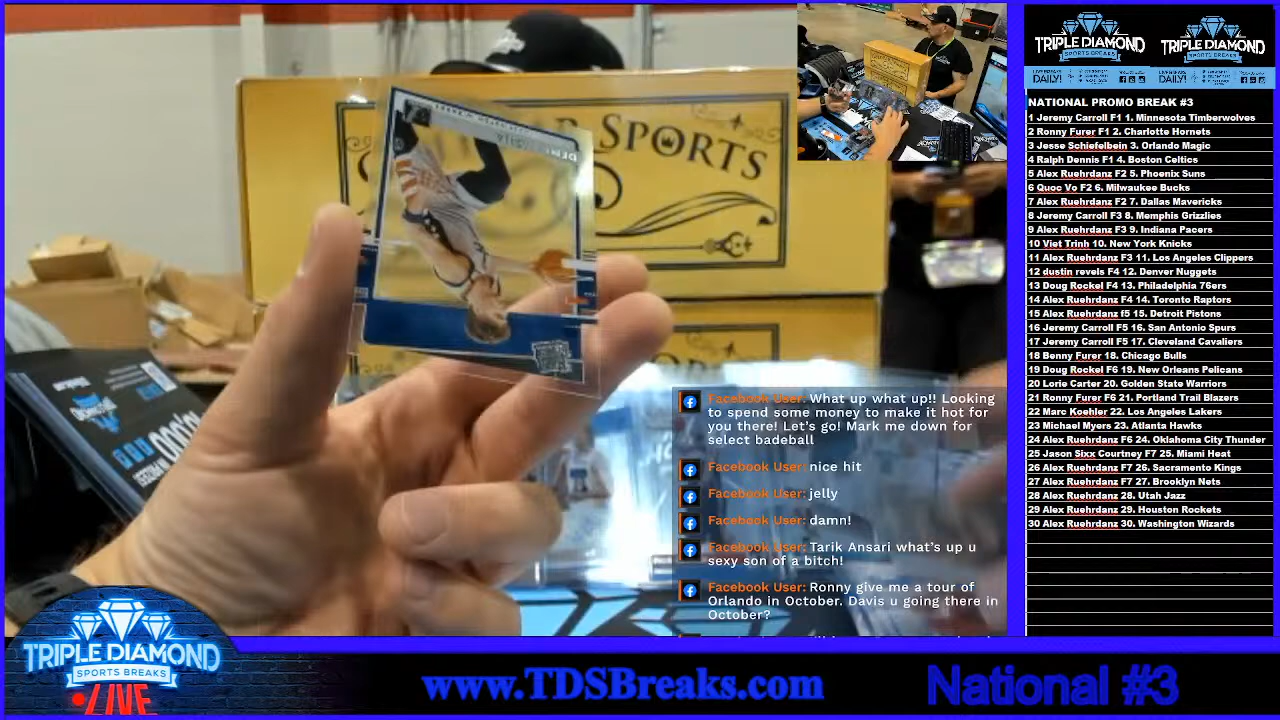 SPORTS
TRIPLE DIAMOND
SPORTS BREAKS
LIVE BREAKS
DAILY!
TRIPLE DIAMOND
SPORTS BREAKS
LIVE BREAKS
DAILY!
NATIONAL PROMO BREAK #3
1 Jeremy Carroll F1 1. Minnesota Timberwolves
2 Ronny Furer F1 2. Charlotte Hornets
3 Jesse Schiefelbein 3. Orlando Magic
4 Ralph Dennis F1 4. Boston Celtics
5 Alex Ruehrdanz F2 5. Phoenix Suns
6 Quoc Vo F2 6. Milwaukee Bucks
7 Alex Ruehrdanz F2 7. Dallas Mavericks
8 Jeremy Carroll F3 8. Memphis Grizzlies
9 Alex Ruehrdanz F3 9. Indiana Pacers
10 Viet Trinh 10. New York Knicks
11 Alex Ruehrdanz F3 11. Los Angeles Clippers
12 dustin revels F4 12. Denver Nuggets
13 Doug Rockel F4 13. Philadelphia 76ers
14 Alex Ruehrdanz F4 14. Toronto Raptors
15 Alex Ruehrdanz f5 15. Detroit Pistons
16 Jeremy Carroll F5 16. San Antonio Spurs
17 Jeremy Carroll F5 17. Cleveland Cavaliers
18 Benny Furer 18. Chicago Bulls
19 Doug Rockel F6 19. New Orleans Pelicans
20 Lorie Carter 20. Golden State Warriors
21 Ronny Furer F6 21. Portland Trail Blazers
22 Marc Koehler 22. Los Angeles Lakers
23 Michael Myers 23. Atlanta Hawks
24 Alex Ruehrdanz F6 24. Oklahoma City Thunder
25 Jason Sixx Courtney F7 25. Miami Heat
26 Alex Ruehrdanz F7 26. Sacramento Kings
27 Alex Ruehrdanz F7 27. Brooklyn Nets
28 Alex Ruehrdanz 28. Utah Jazz
29 Alex Ruehrdanz 29. Houston Rockets
30 Alex Ruehrdanz 30. Washington Wizards
Facebook User: What up what up!! Looking
to spend some money to make it hot for
you there! Let's go! Mark me down for
select badeball
Facebook User: nice hit
Facebook User: jelly
Facebook User: damn!
Facebook User: Tarik Ansari what's up u
sexy son of a bitch!
Facebook User: Ronny give me a tour of
Orlando in October. Davis u going there in
October?
TRIPLE DIAMOND
SPORTS BREAKS
LIVE
www.TDSBreaks.com
National #3